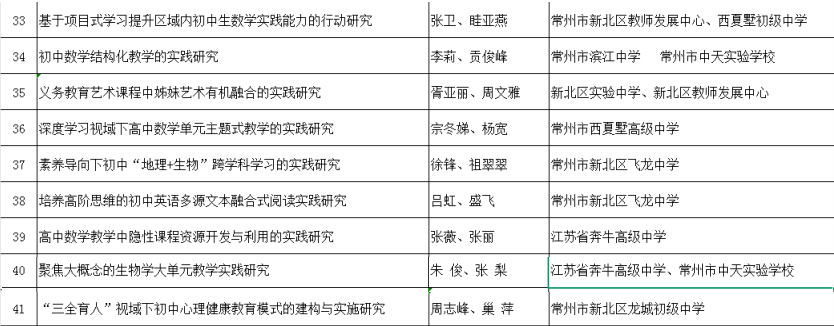 33 基于项目式学习提升区域内初中生数学实践能力的行动研究 张卫、眭亚燕 常州市新北区教师发展中心、西夏墅初级中学
34 初中数学结构化教学的实践研究 李莉、贡俊峰 常州市滨江中学 常州市中天实验学校
35 义务教育艺术课程中姊妹艺术有机融合的实践研究 胥亚丽、周文雅 新北区实验中学、新北区教师发展中心
36 深度学习视域下高中数学单元主题式教学的实践研究 宗冬娣、杨宽 常州市西夏墅高级中学
37 素养导向下初中“地理+生物”跨学科学习的实践研究 徐锋、祖翠翠 常州市新北区飞龙中学
38 培养高阶思维的初中英语多源文本融合式阅读实践研究 吕虹、盛飞 常州市新北区飞龙中学
39 高中数学教学中隐性课程资源开发与利用的实践研究 张薇、张丽 江苏省奔牛高级中学
40 聚焦大概念的生物学大单元教学实践研究 朱 俊、张 梨 江苏省奔牛高级中学、常州市中天实验学校
41 “三全育人”视域下初中心理健康教育模式的建构与实施研究 周志峰、巢 萍 常州市新北区龙城初级中学